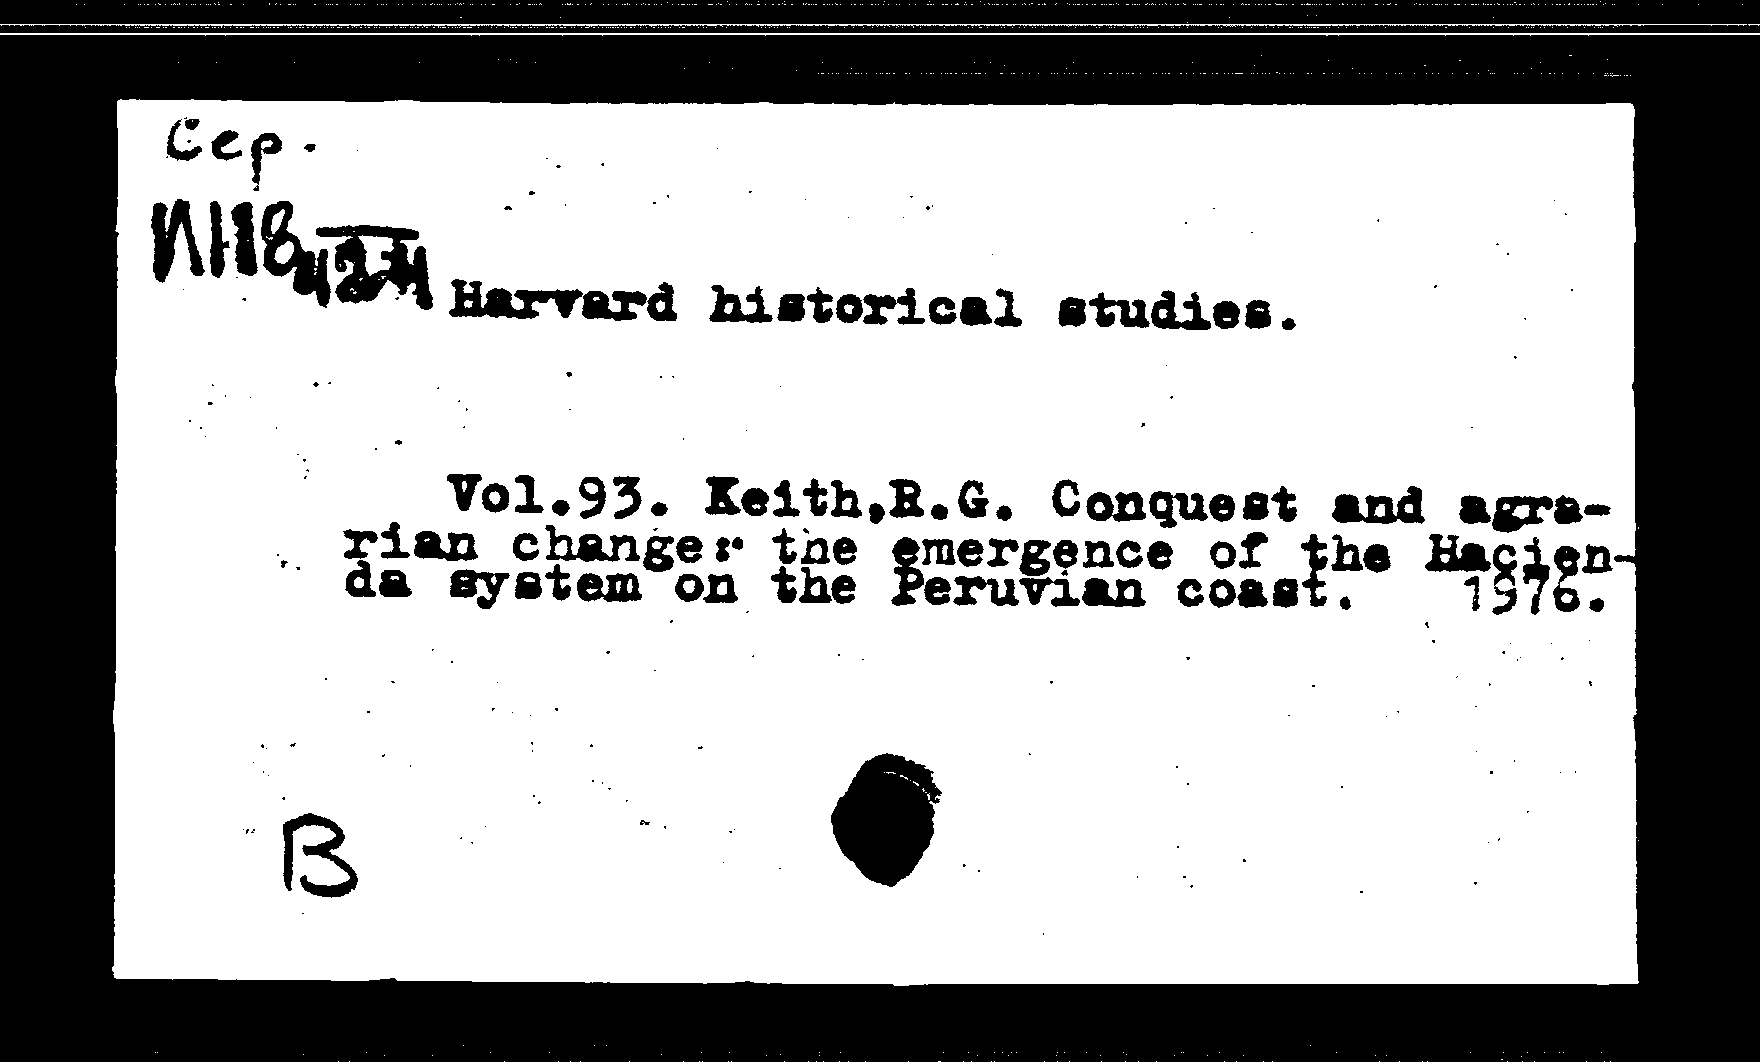 Сер.
Harvard historical studies.
Vol.93. Keith,R.G. Conquest and agra-
rian change: the emergence of the Hacien-
da system on the Peruvian coast. 1976.
B